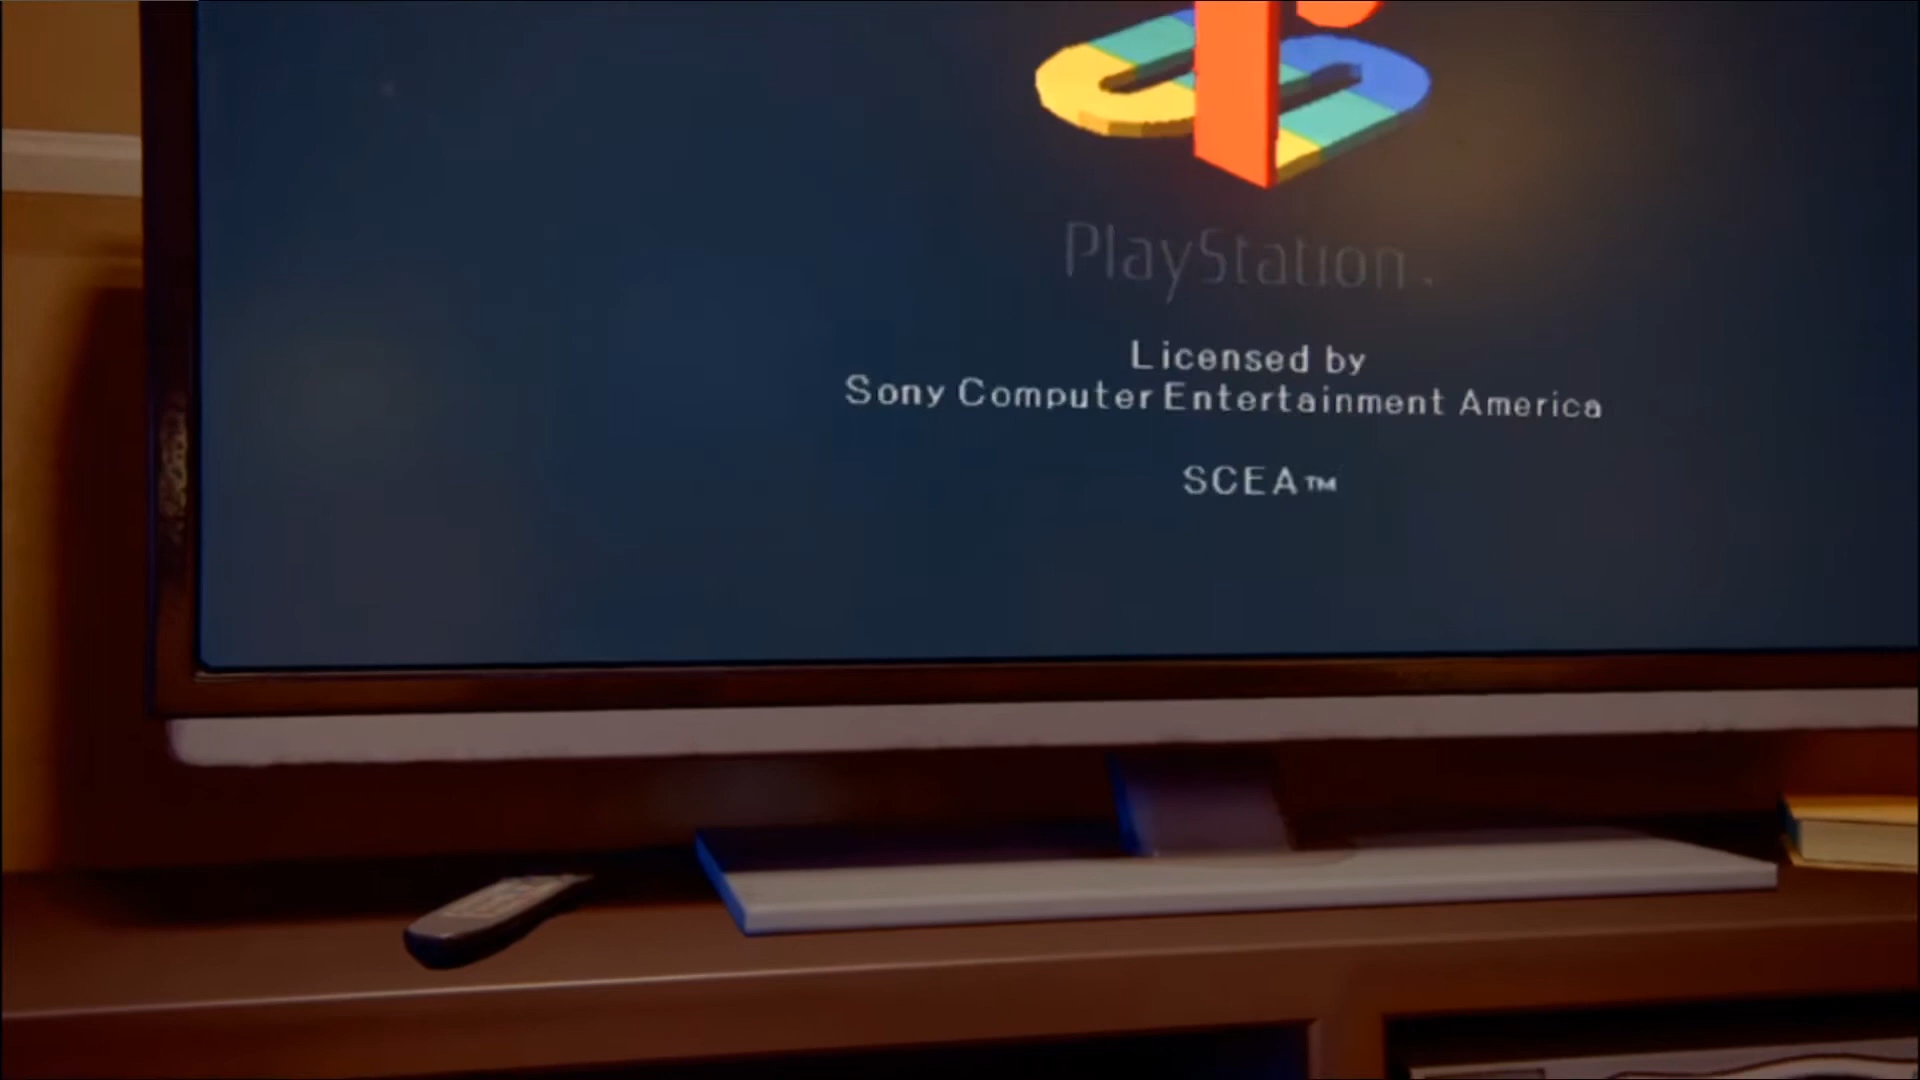 PlayStation
Licensed by
Sony Computer Entertainment America
SCEA™